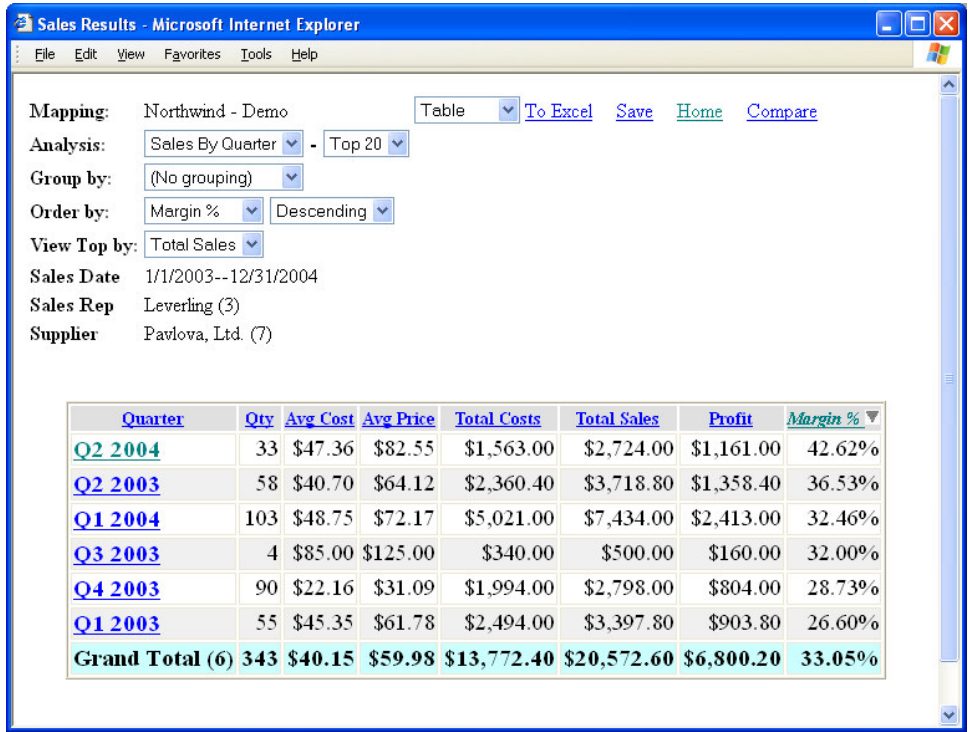 Sales Results - Microsoft Internet Explorer
File Edit View Favorites Tools Help
Mapping: Northwind - Demo Table To Excel Save Home Compare
Analysis: Sales By Quarter - Top 20
Group by: (No grouping)
Order by: Margin % Descending
View Top by: Total Sales
Sales Date 1/1/2003--12/31/2004
Sales Rep Leverling (3)
Supplier Pavlova, Ltd. (7)
Quarter Qty Avg Cost Avg Price Total Costs Total Sales Profit Margin %
Q2 2004 33 $47.36 $82.55 $1,563.00 $2,724.00 $1,161.00 42.62%
Q2 2003 58 $40.70 $64.12 $2,360.40 $3,718.80 $1,358.40 36.53%
Q1 2004 103 $48.75 $72.17 $5,021.00 $7,434.00 $2,413.00 32.46%
Q3 2003 4 $85.00 $125.00 $340.00 $500.00 $160.00 32.00%
Q4 2003 90 $22.16 $31.09 $1,994.00 $2,798.00 $804.00 28.73%
Q1 2003 55 $45.35 $61.78 $2,494.00 $3,397.80 $903.80 26.60%
Grand Total (6) 343 $40.15 $59.98 $13,772.40 $20,572.60 $6,800.20 33.05%